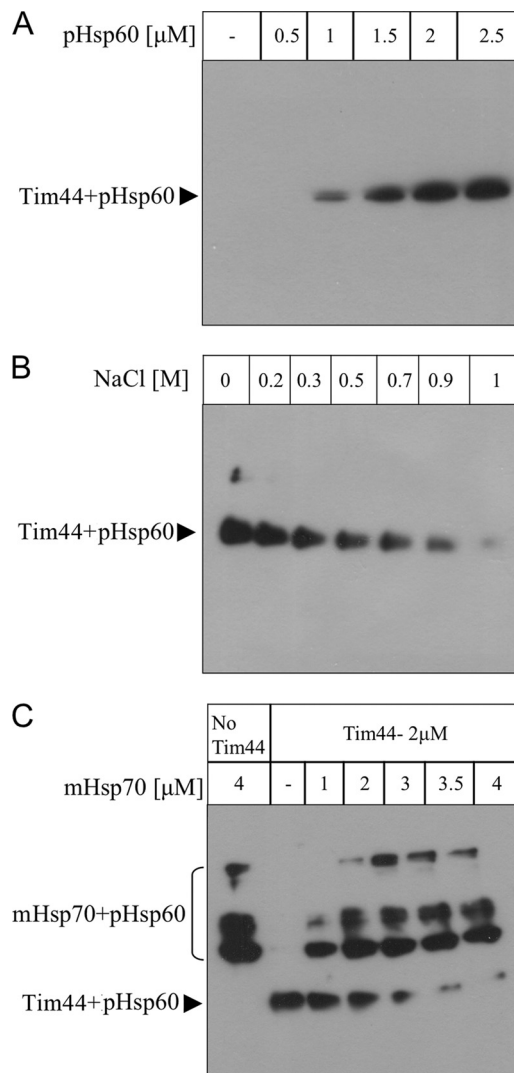 A
pHsp60 [μM] - 0.5 1 1.5 2 2.5
Tim44+pHsp60
B
NaCl [M] 0 0.2 0.3 0.5 0.7 0.9 1
Tim44+pHsp60
C
No Tim44- 2μM
Tim44
mHsp70 [μM] 4 - 1 2 3 3.5 4
mHsp70+pHsp60
Tim44+pHsp60